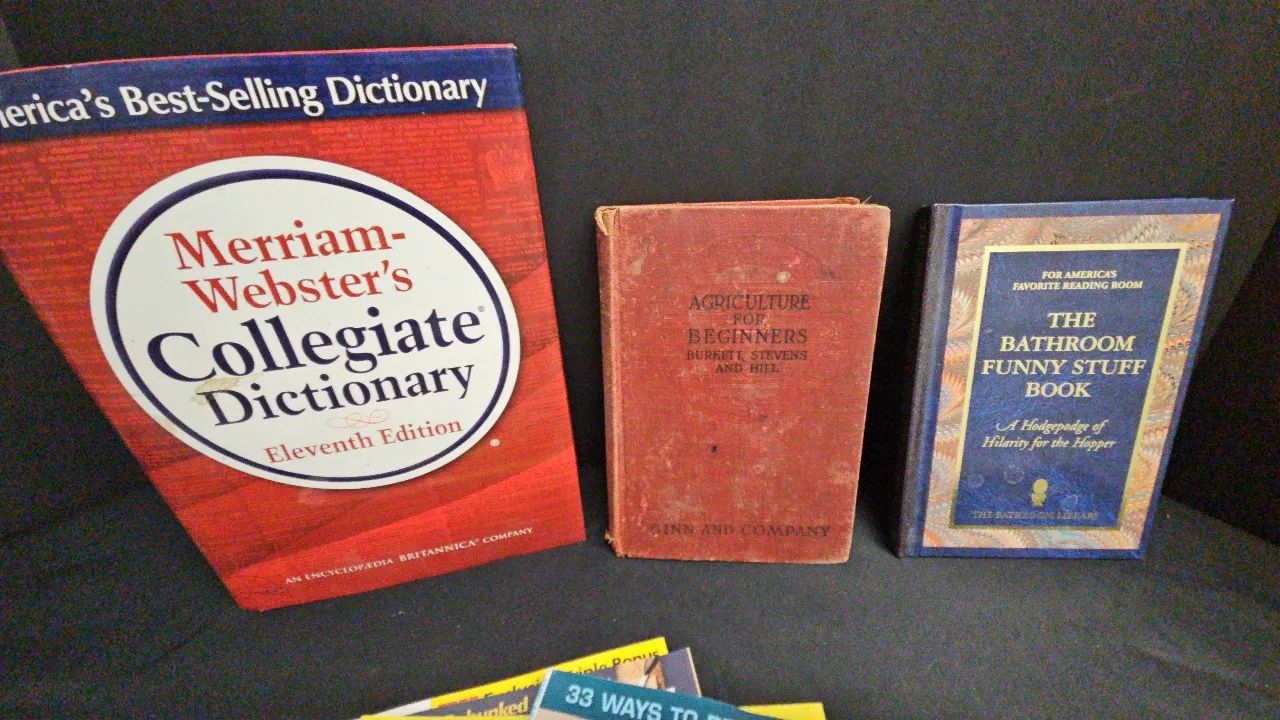 erica's Best-Selling Dictionary
Merriam-
Webster's
Collegiate®
Dictionary
Eleventh Edition
AN ENCYCLOPÆDIA BRITANNICA® COMPANY
AGRICULTURE
FOR
BEGINNERS
BURKETT, STEVENS
AND HILL
GINN AND COMPANY
FOR AMERICA'S
FAVORITE READING ROOM
THE
BATHROOM
FUNNY STUFF
BOOK
A Hodgepodge of
Hilarity for the Hopper
THE BATHROOM LIBRARY
Triple Bonus
33 WAYS TO